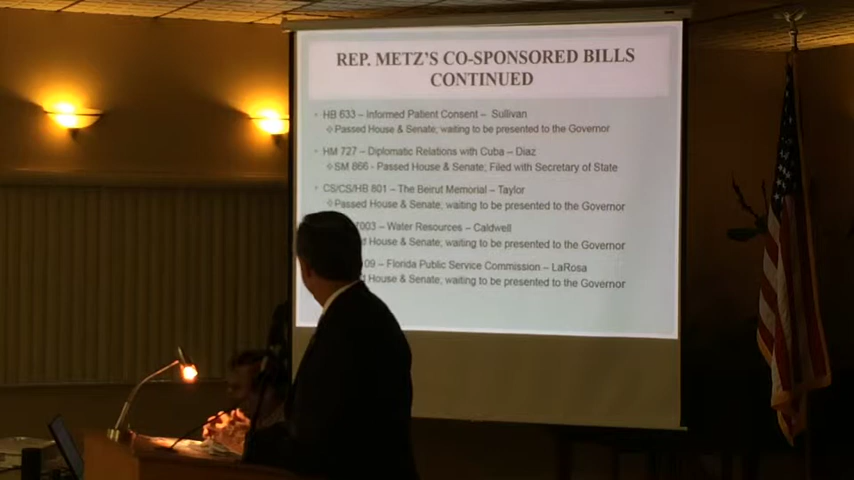 REP. METZ'S CO-SPONSORED BILLS
CONTINUED
HB 633 – Informed Patient Consent – Sullivan
Passed House & Senate; waiting to be presented to the Governor
HM 727 – Diplomatic Relations with Cuba – Diaz
SM 866 - Passed House & Senate; Filed with Secretary of State
CS/CS/HB 801 – The Beirut Memorial – Taylor
Passed House & Senate; waiting to be presented to the Governor
7003 – Water Resources – Caldwell
House & Senate; waiting to be presented to the Governor
09 – Florida Public Service Commission – LaRosa
House & Senate; waiting to be presented to the Governor